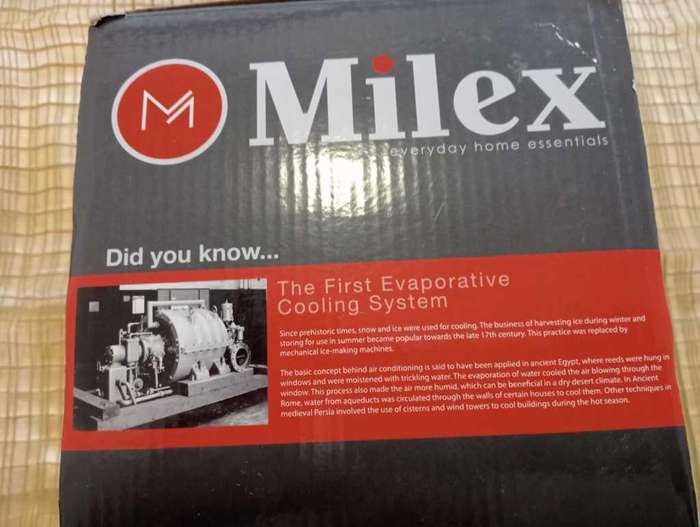 Milex
everyday home essentials
Did you know...
The First Evaporative
Cooling System
Since prehistoric times, snow and ice were used for cooling. The business of harvesting ice during winter and
storing for use in summer became popular towards the late 17th century. This practice was replaced by
mechanical ice-making machines.
The basic concept behind air conditioning is said to have been applied in ancient Egypt, where reeds were hung in
windows and were moistened with trickling water. The evaporation of water cooled the air blowing through the
window. This process also made the air more humid, which can be beneficial in a dry desert climate. In Ancient
Rome, water from aqueducts was circulated through the walls of certain houses to cool them. Other techniques in
medieval Persia involved the use of cisterns and wind towers to cool buildings during the hot season.